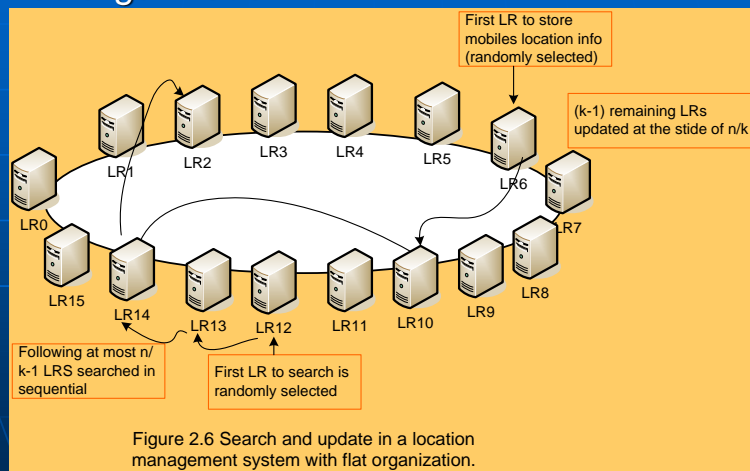 First LR to store
mobiles location info
(randomly selected)
(k-1) remaining LRs
updated at the stide of n/k
LR1
LR2
LR3
LR4
LR5
LR6
LR0
LR7
LR15
LR14
LR13
LR12
LR11
LR10
LR9
LR8
Following at most n/
k-1 LRS searched in
sequential
First LR to search is
randomly selected
Figure 2.6 Search and update in a location
management system with flat organization.